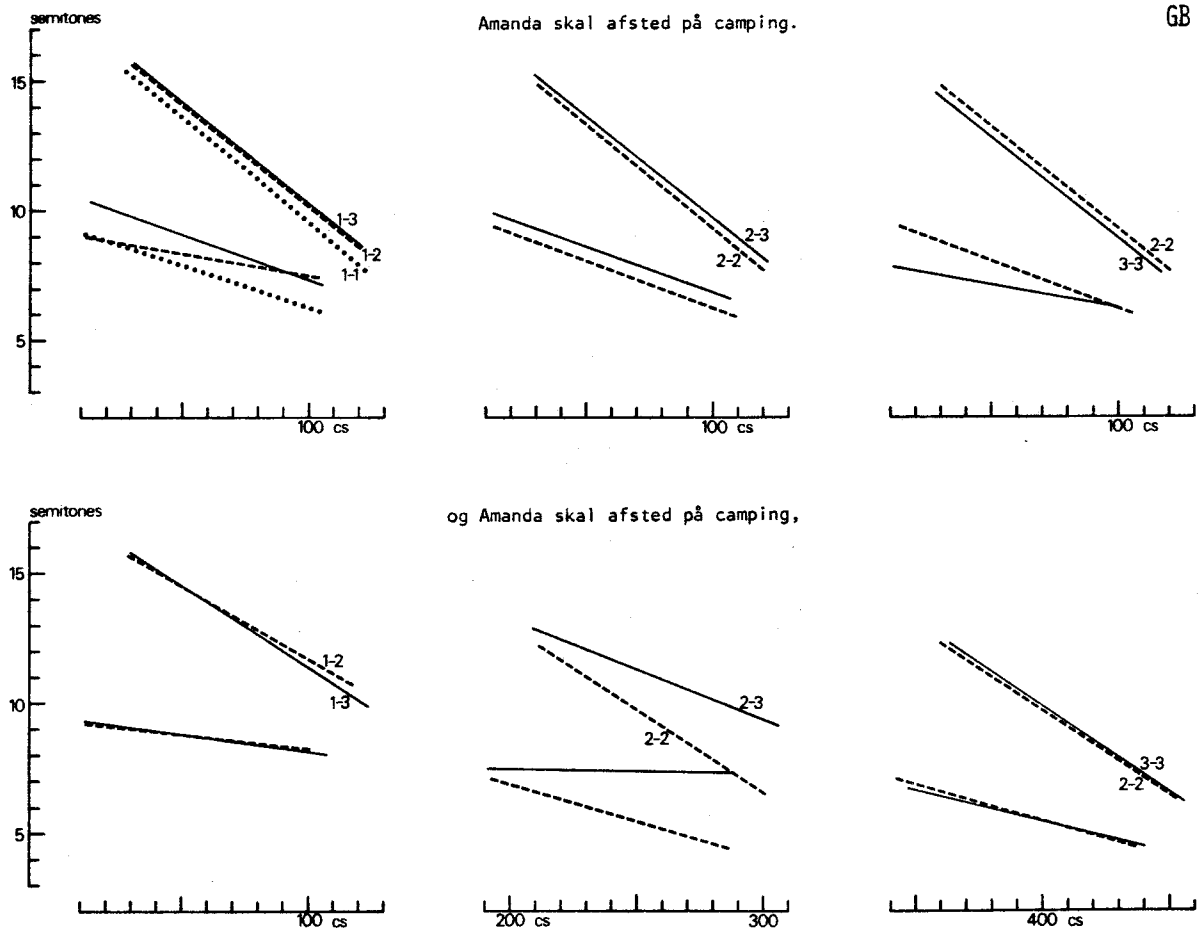 semitones
Amanda skal afsted på camping.
GB
15
10
5
1-3
1-2
1-1
100 cs
2-3
2-2
100 cs
2-2
3-3
100 cs
semitones
og Amanda skal afsted på camping,
15
10
5
1-2
1-3
100 cs
2-3
2-2
200 cs
300
3-3
2-2
400 cs